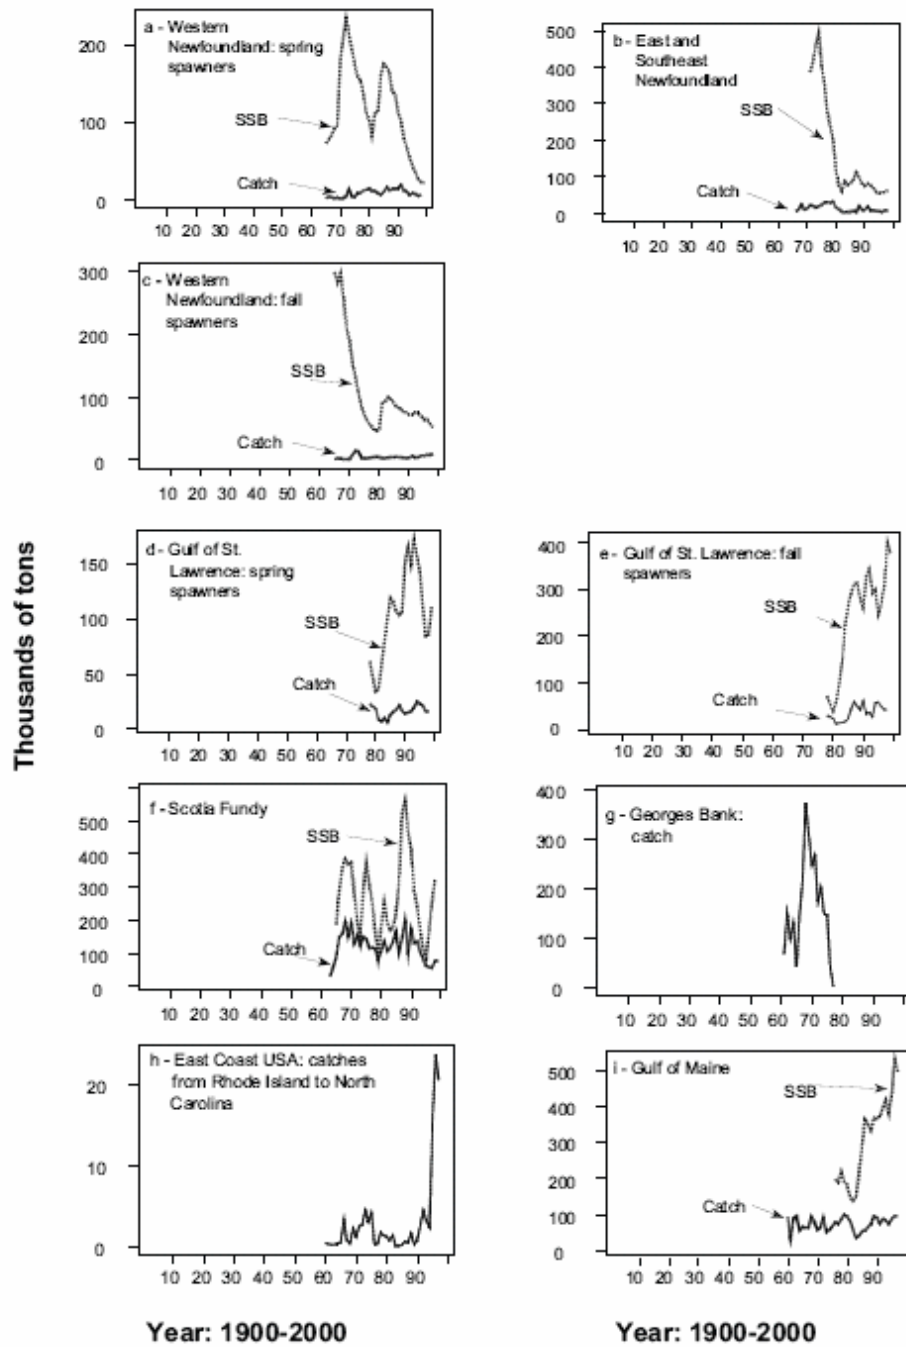 Thousands of tons
a - Western
Newfoundland: spring
spawners
SSB
Catch
200
100
0
10 20 30 40 50 60 70 80 90
b - East and
Southeast
Newfoundland
SSB
Catch
500
400
300
200
100
0
10 20 30 40 50 60 70 80 90
c - Western
Newfoundland: fall
spawners
SSB
Catch
300
200
100
0
10 20 30 40 50 60 70 80 90
d - Gulf of St.
Lawrence: spring
spawners
SSB
Catch
150
100
50
0
10 20 30 40 50 60 70 80 90
e - Gulf of St. Lawrence: fall
spawners
SSB
Catch
400
300
200
100
0
10 20 30 40 50 60 70 80 90
f - Scotia Fundy
SSB
Catch
500
400
300
200
100
0
10 20 30 40 50 60 70 80 90
g - Georges Bank:
catch
400
300
200
100
0
10 20 30 40 50 60 70 80 90
h - East Coast USA: catches
from Rhode Island to North
Carolina
20
10
0
10 20 30 40 50 60 70 80 90
i - Gulf of Maine
SSB
Catch
500
400
300
200
100
0
10 20 30 40 50 60 70 80 90
Year: 1900-2000
Year: 1900-2000